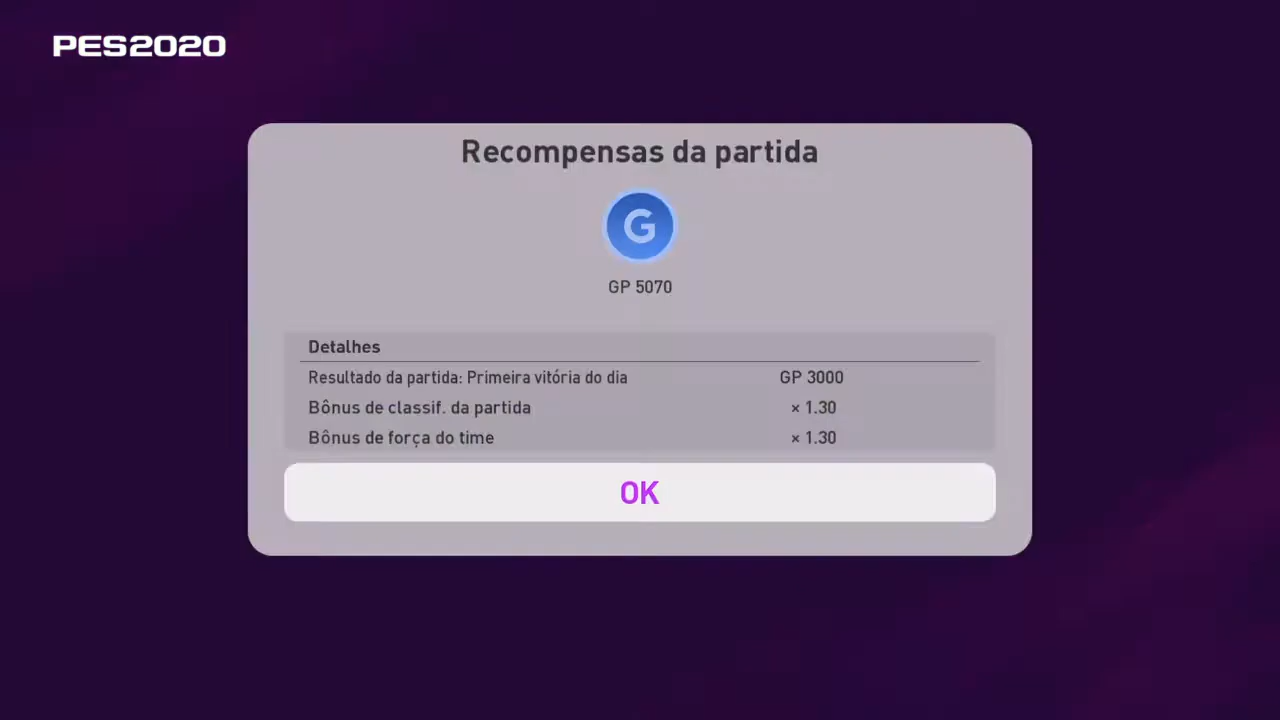 PES2020
Recompensas da partida
G
GP 5070
Detalhes
Resultado da partida: Primeira vitória do dia GP 3000
Bônus de classif. da partida × 1.30
Bônus de força do time × 1.30
OK